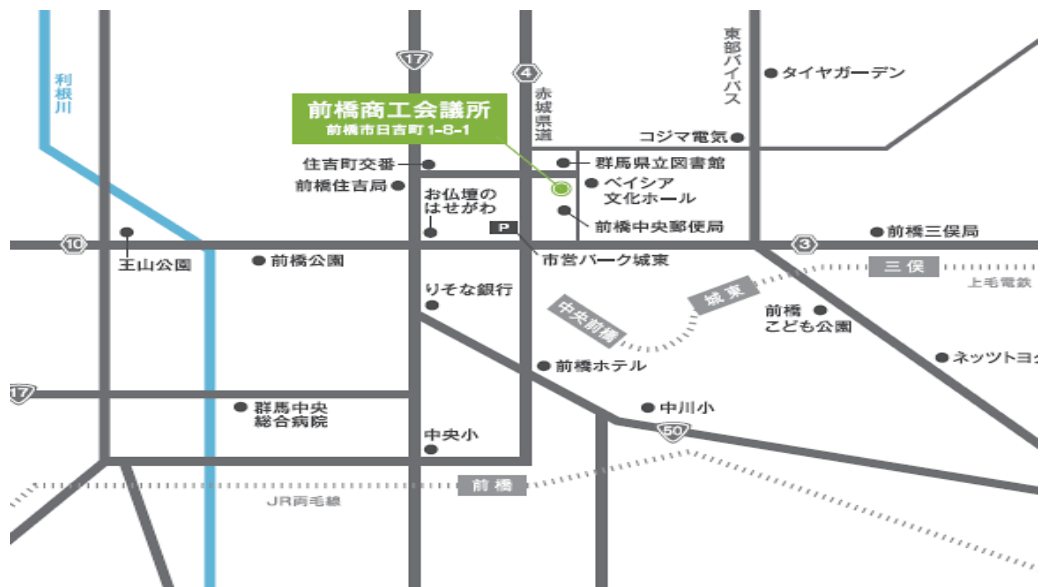 利根川
17
4
赤城県道
東部バイパス
タイヤガーデン
前橋商工会議所
前橋市日吉町1-8-1
コジマ電気
住吉町交番
群馬県立図書館
前橋住吉局
お仏壇の
はせがわ
ベイシア
文化ホール
前橋中央郵便局
P
10
3
前橋三俣局
王山公園
前橋公園
市営パーク城東
三俣
上毛電鉄
りそな銀行
城東
中央前橋
前橋
こども公園
前橋ホテル
ネッツトヨタ
17
群馬中央
総合病院
中川小
50
中央小
前橋
JR両毛線